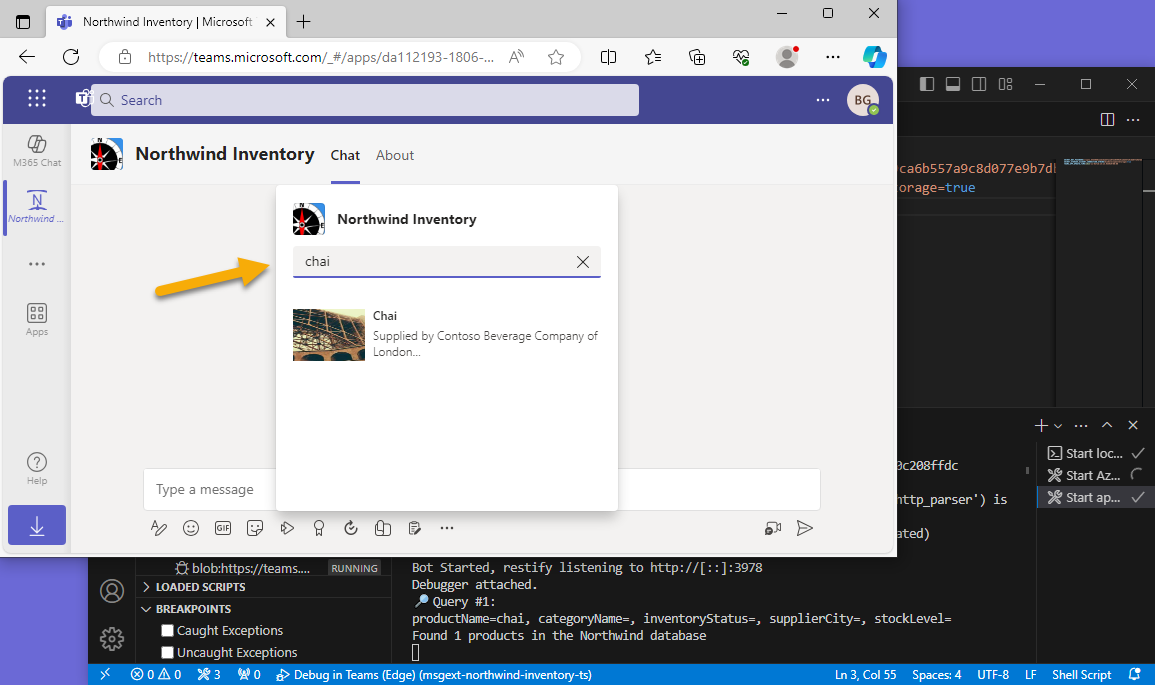 Northwind Inventory | Microsoft
https://teams.microsoft.com/_#/apps/da112193-1806-...
Search
BG
M365 Chat
Northwind ...
Apps
Help
Northwind Inventory
Chat
About
Northwind Inventory
chai
Chai
Supplied by Contoso Beverage Company of
London...
Type a message
GIF
ca6b557a9c8d077e9b7d
orage=true
0c208ffdc
http_parser') is
ated)
Start loc...
Start Az...
Start ap...
blob:https://teams....
RUNNING
LOADED SCRIPTS
BREAKPOINTS
Caught Exceptions
Uncaught Exceptions
Bot Started, restify listening to http://[::]:3978
Debugger attached.
🔎 Query #1:
productName=chai, categoryName=, inventoryStatus=, supplierCity=, stockLevel=
Found 1 products in the Northwind database
0 0 3 0
Debug in Teams (Edge) (msgext-northwind-inventory-ts)
Ln 3, Col 55
Spaces: 4
UTF-8
LF
Shell Script